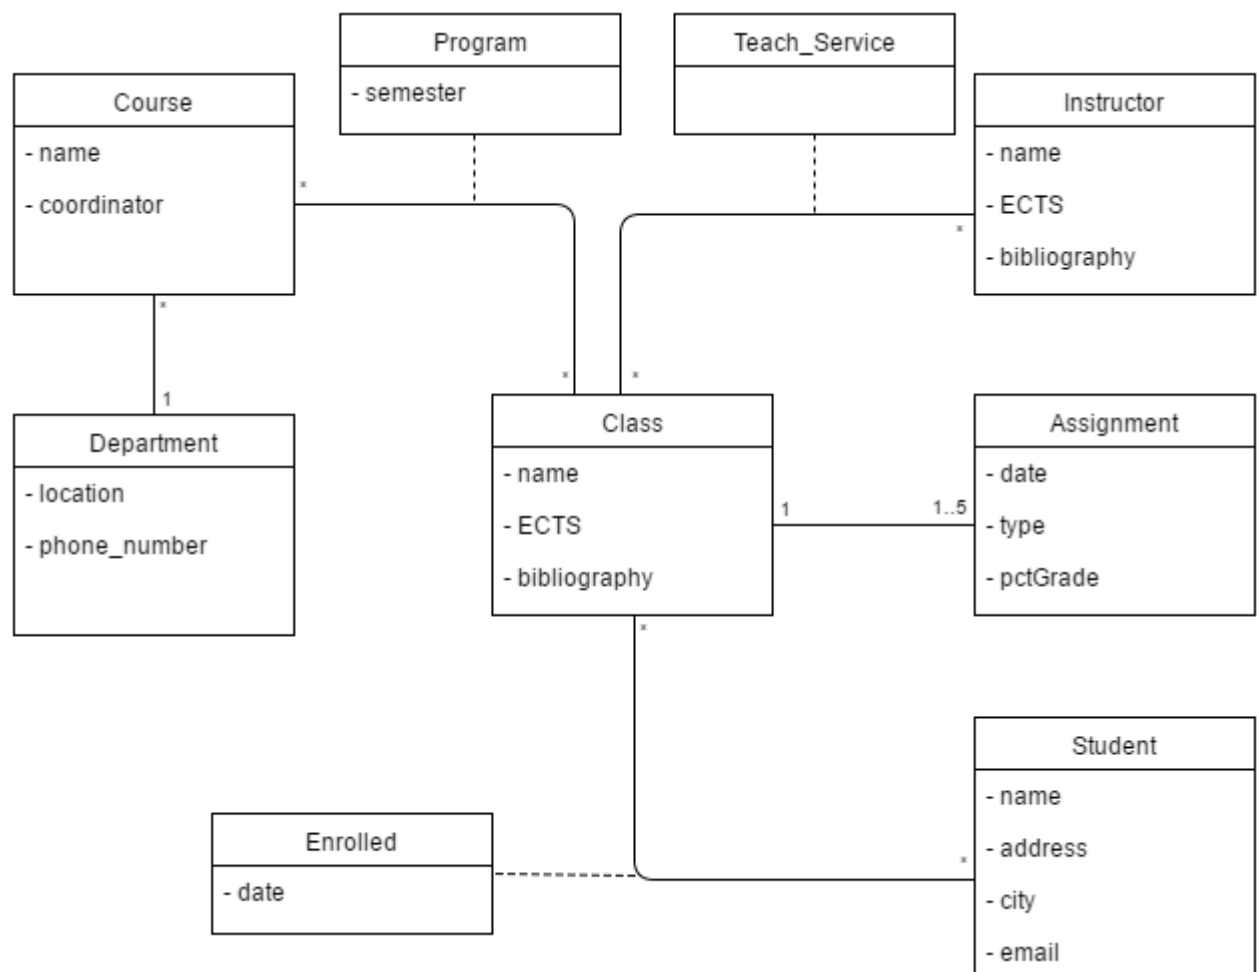 Program
- semester
Teach_Service
Course
- name
- coordinator
Instructor
- name
- ECTS
- bibliography
*
*
*
*
*
1
Department
- location
- phone_number
Class
- name
- ECTS
- bibliography
1
1..5
Assignment
- date
- type
- pctGrade
*
*
Enrolled
- date
Student
- name
- address
- city
- email